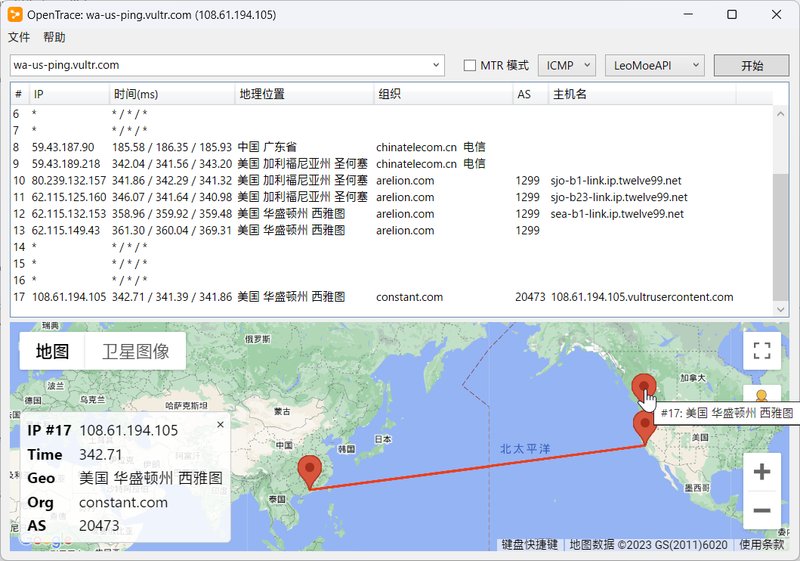 OpenTrace: wa-us-ping.vultr.com (108.61.194.105)
文件 帮助
wa-us-ping.vultr.com MTR 模式 ICMP LeoMoeAPI 开始
# IP 时间(ms) 地理位置 组织 AS 主机名
6 * * / * / *
7 * * / * / *
8 59.43.187.90 185.58 / 186.35 / 185.93 中国 广东省 chinatelecom.cn 电信
9 59.43.189.218 342.04 / 341.56 / 343.20 美国 加利福尼亚州 圣何塞 chinatelecom.cn 电信
10 80.239.132.157 341.86 / 342.29 / 341.32 美国 加利福尼亚州 圣何塞 arelion.com 1299 sjo-b1-link.ip.twelve99.net
11 62.115.125.160 346.07 / 341.64 / 340.98 美国 加利福尼亚州 圣何塞 arelion.com 1299 sjo-b23-link.ip.twelve99.net
12 62.115.132.153 358.96 / 359.92 / 359.48 美国 华盛顿州 西雅图 arelion.com 1299 sea-b1-link.ip.twelve99.net
13 62.115.149.43 361.30 / 360.04 / 369.31 美国 华盛顿州 西雅图 arelion.com 1299
14 * * / * / *
15 * * / * / *
16 * * / * / *
17 108.61.194.105 342.71 / 341.39 / 341.86 美国 华盛顿州 西雅图 constant.com 20473 108.61.194.105.vultrusercontent.com
瑞典
俄罗斯
地图 卫星图像
加拿大
波兰
德国
乌克兰
哈萨克斯坦
蒙古
#17: 美国 华盛顿州 西雅图
IP #17 108.61.194.105
Time 342.71
Geo 美国 华盛顿州 西雅图
Org constant.com
AS 20473
中国
韩国
日本
北太平洋
美国
墨西哥
泰国
键盘快捷键 地图数据 ©2023 GS(2011)6020 使用条款